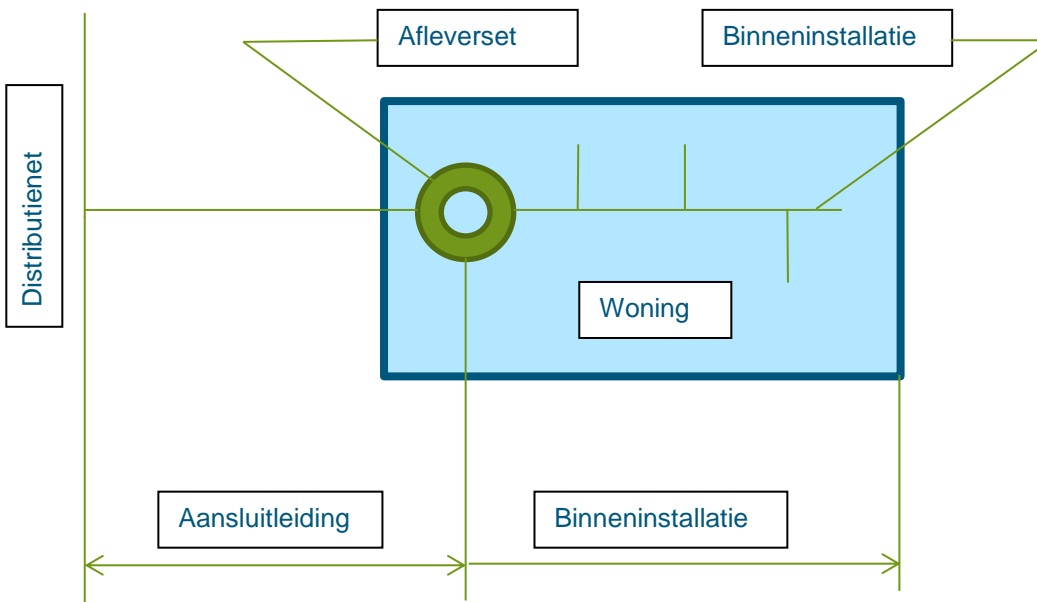 Afleverset
Binneninstallatie
Distributienet
Woning
Aansluitleiding
Binneninstallatie